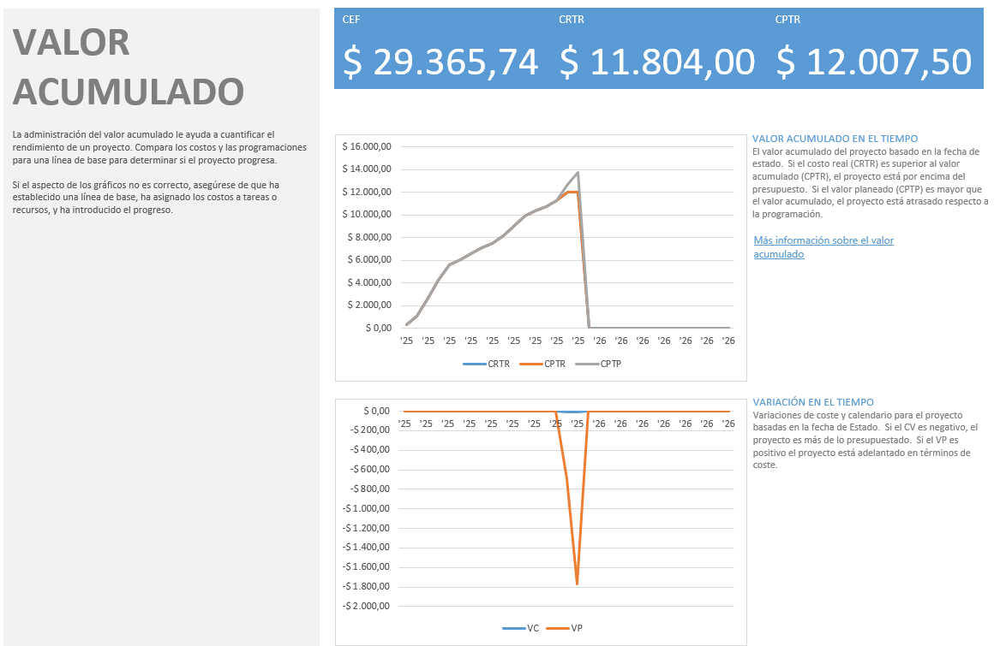 VALOR
ACUMULADO
La administración del valor acumulado le ayuda a cuantificar el
rendimiento de un proyecto. Compara los costos y las programaciones
para una línea de base para determinar si el proyecto progresa.
Si el aspecto de los gráficos no es correcto, asegúrese de que ha
establecido una línea de base, ha asignado los costos a tareas o
recursos, y ha introducido el progreso.
CEF CRTR CPTR
$ 29.365,74 $ 11.804,00 $ 12.007,50
$ 16.000,00
$ 14.000,00
$ 12.000,00
$ 10.000,00
$ 8.000,00
$ 6.000,00
$ 4.000,00
$ 2.000,00
$ 0,00
'25 '25 '25 '25 '25 '25 '25 '25 '25 '26 '26 '26 '26 '26 '26 '26
CRTR CPTR CPTP
VALOR ACUMULADO EN EL TIEMPO
El valor acumulado del proyecto basado en la fecha de
estado. Si el costo real (CRTR) es superior al valor
acumulado (CPTR), el proyecto está por encima del
presupuesto. Si el valor planeado (CPTP) es mayor que
el valor acumulado, el proyecto está atrasado respecto a
la programación.
Más información sobre el valor
acumulado
$ 0,00
-$ 200,00
-$ 400,00
-$ 600,00
-$ 800,00
-$ 1.000,00
-$ 1.200,00
-$ 1.400,00
-$ 1.600,00
-$ 1.800,00
-$ 2.000,00
'25 '25 '25 '25 '25 '25 '25 '25 '25 '26 '26 '26 '26 '26 '26 '26
VC VP
VARIACIÓN EN EL TIEMPO
Variaciones de coste y calendario para el proyecto
basadas en la fecha de Estado. Si el CV es negativo, el
proyecto es más de lo presupuestado. Si el VP es
positivo el proyecto está adelantado en términos de
coste.